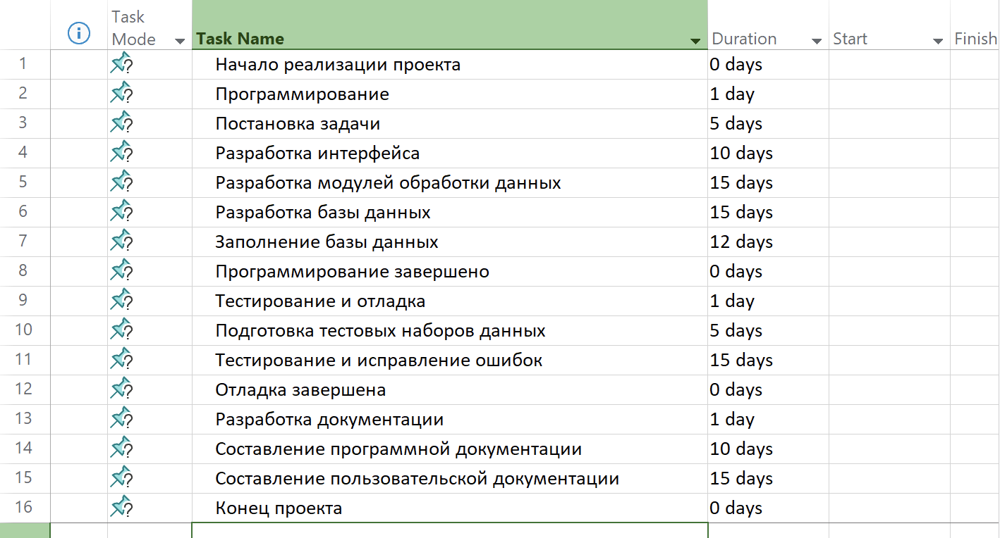 Task Mode Task Name Duration Start Finish
1 ? Начало реализации проекта 0 days
2 ? Программирование 1 day
3 ? Постановка задачи 5 days
4 ? Разработка интерфейса 10 days
5 ? Разработка модулей обработки данных 15 days
6 ? Разработка базы данных 15 days
7 ? Заполнение базы данных 12 days
8 ? Программирование завершено 0 days
9 ? Тестирование и отладка 1 day
10 ? Подготовка тестовых наборов данных 5 days
11 ? Тестирование и исправление ошибок 15 days
12 ? Отладка завершена 0 days
13 ? Разработка документации 1 day
14 ? Составление программной документации 10 days
15 ? Составление пользовательской документации 15 days
16 ? Конец проекта 0 days